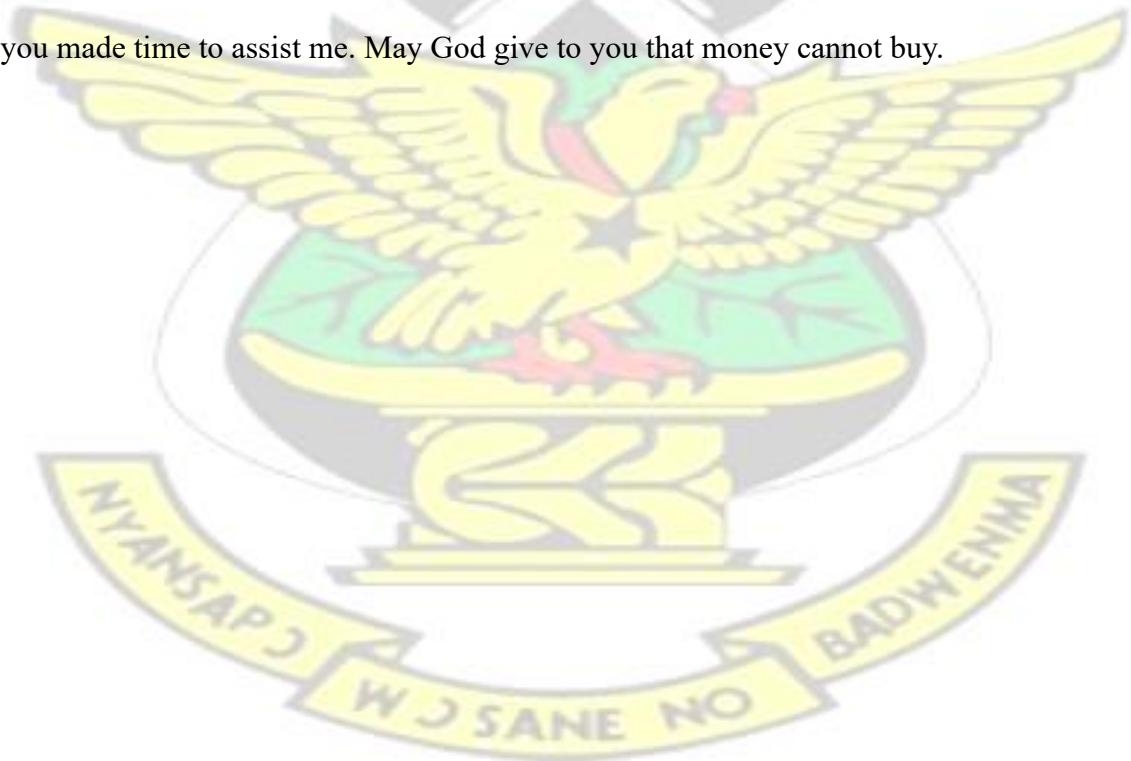 you made time to assist me. May God give to you that money cannot buy.
NYANSAPƆ
WƆSANE NO
BADWENMA